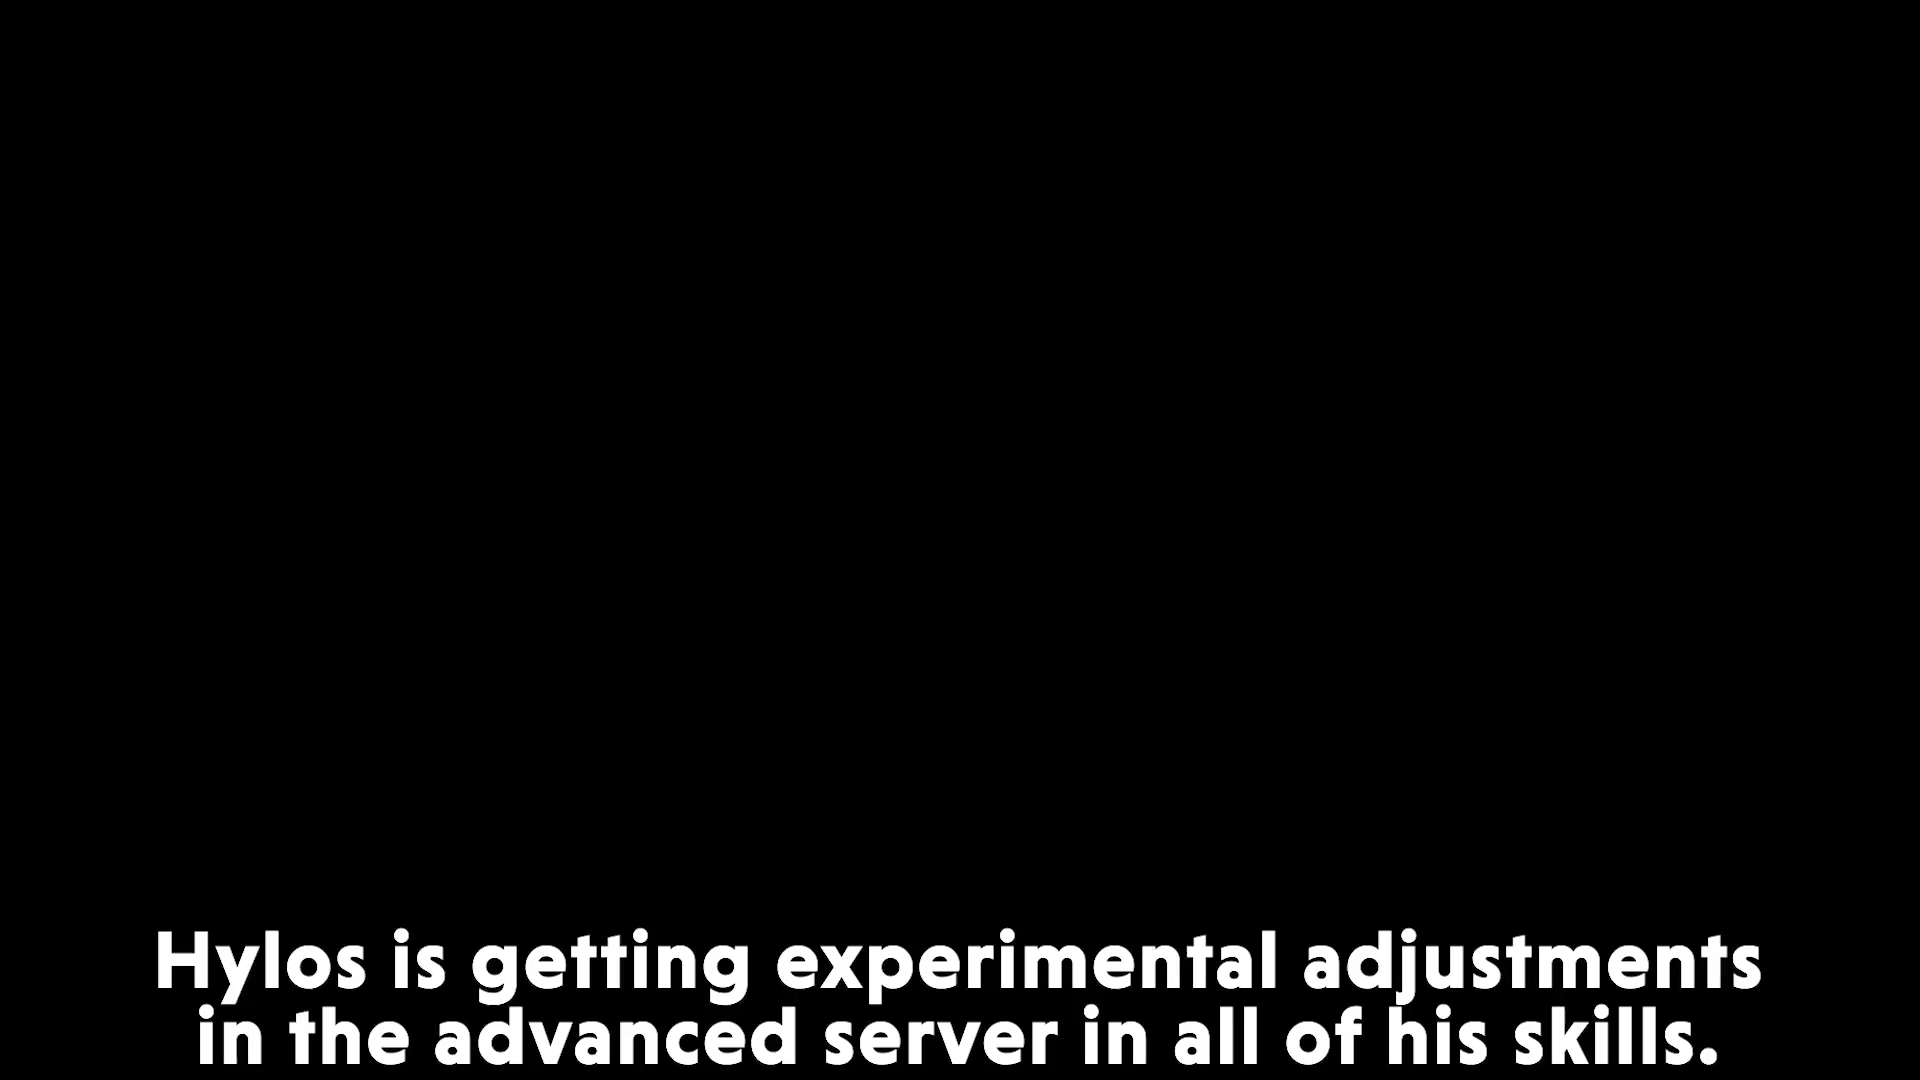 Hylos is getting experimental adjustments
in the advanced server in all of his skills.